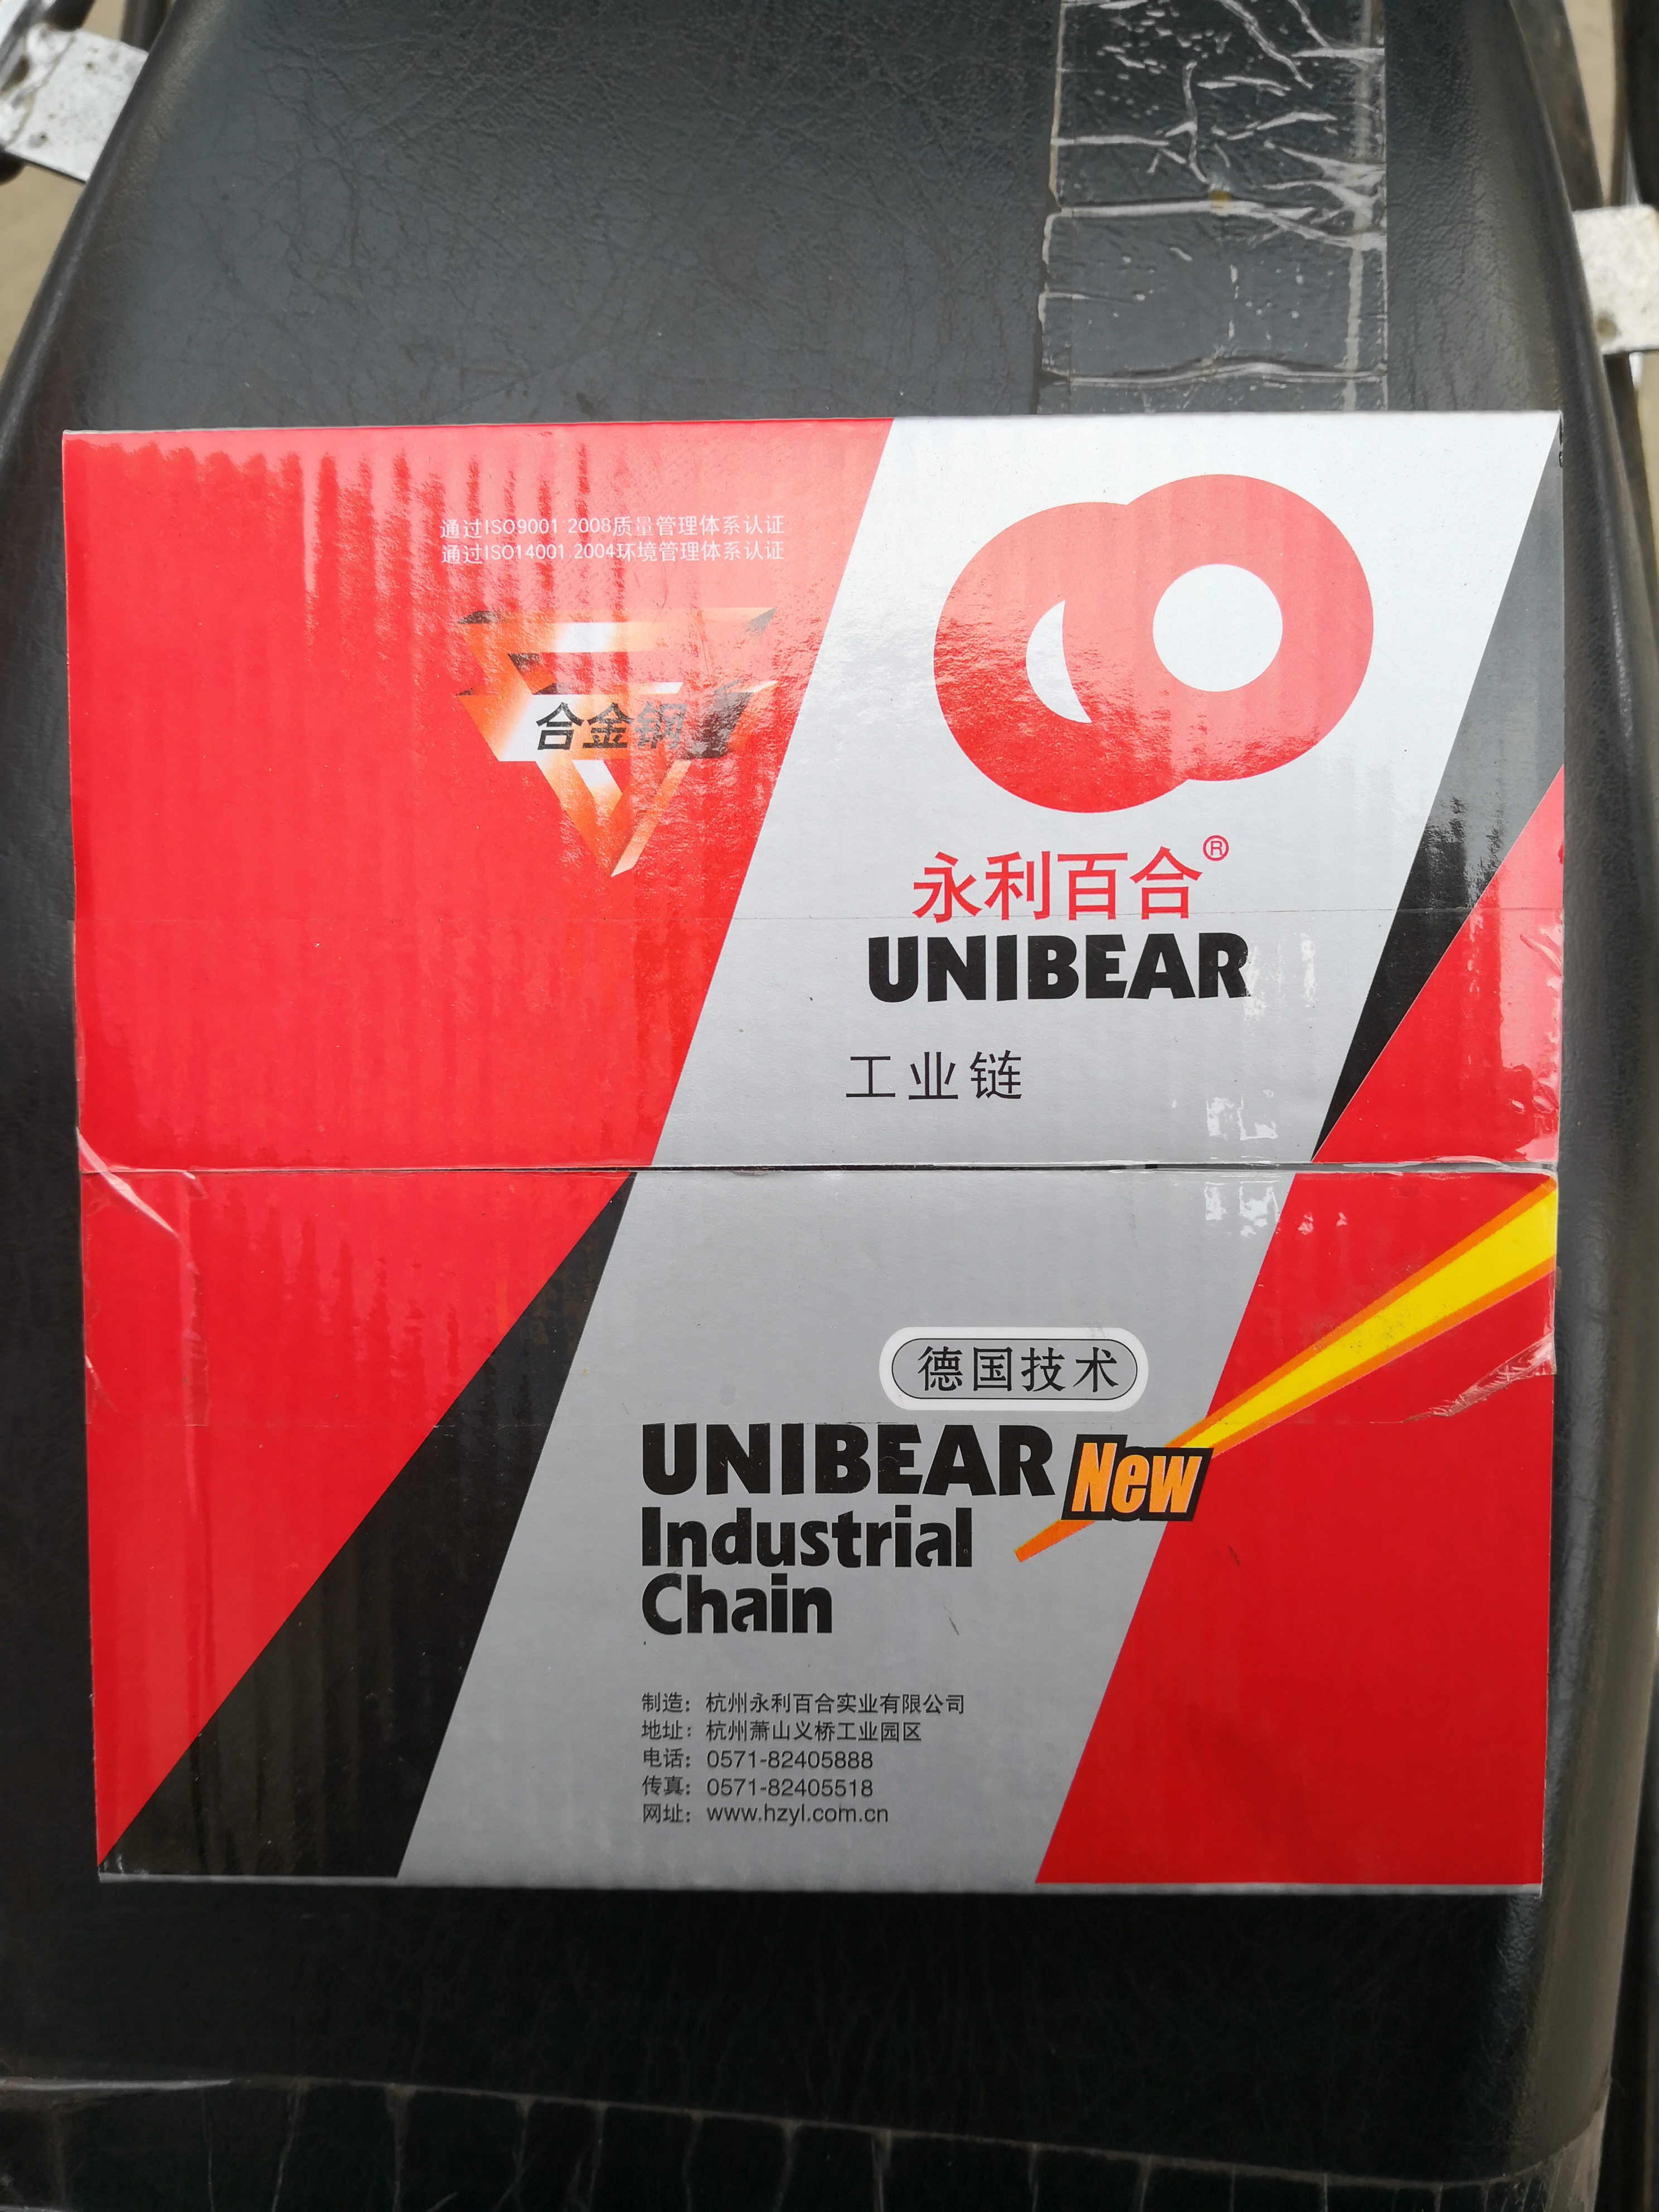 通过ISO9001:2008质量管理体系认证
通过ISO14001:2004环境管理体系认证
合金钢
永利百合®
UNIBEAR
工业链
德国技术
UNIBEAR New
Industrial
Chain
制造：杭州永利百合实业有限公司
地址：杭州萧山义桥工业园区
电话：0571-82405888
传真：0571-82405518
网址：www.hzyl.com.cn